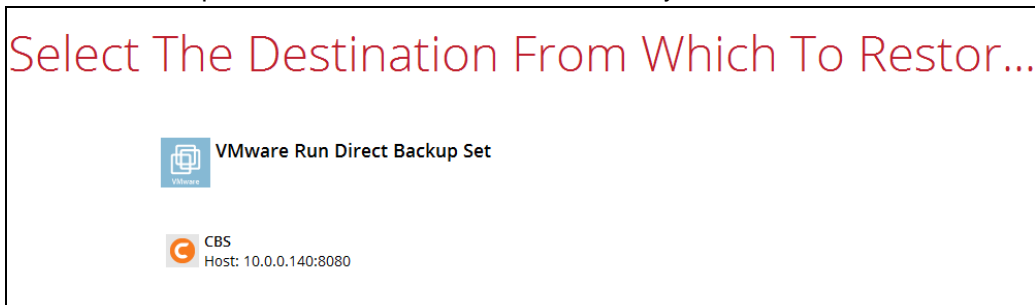 Select The Destination From Which To Restor...
VMware Run Direct Backup Set
VMware
CBS
Host: 10.0.0.140:8080